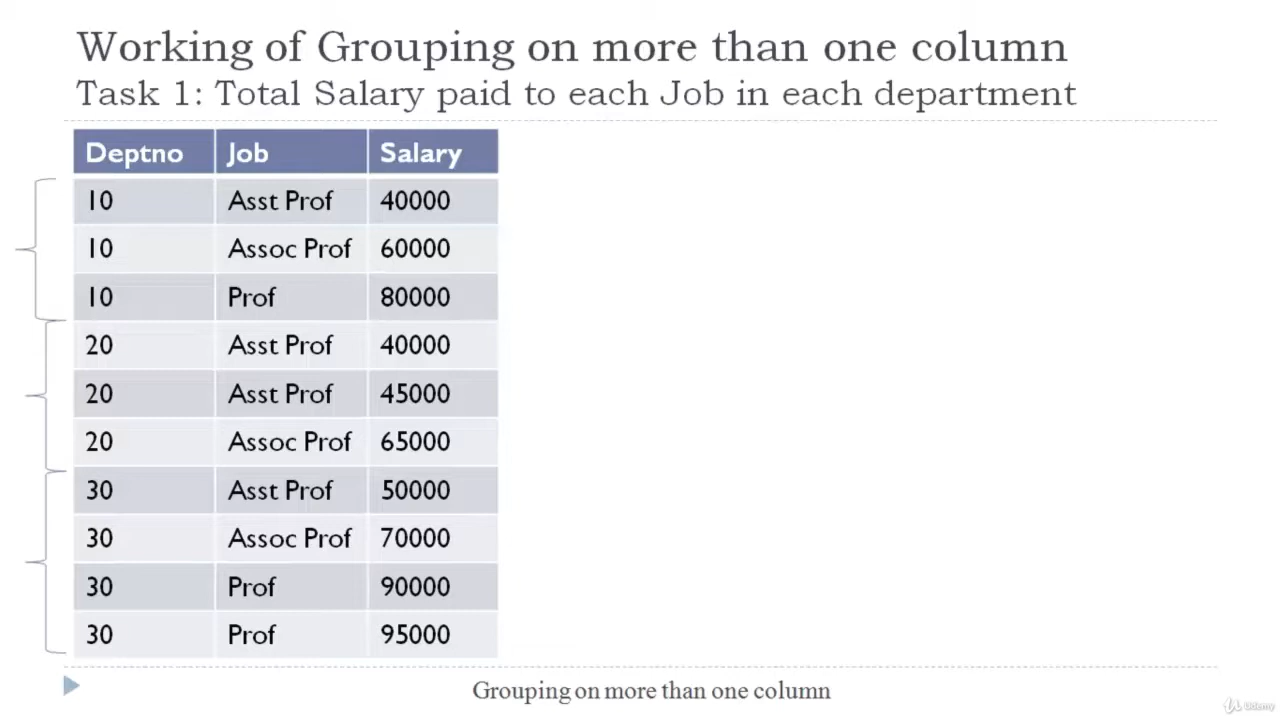 Working of Grouping on more than one column
Task 1: Total Salary paid to each Job in each department
Deptno Job Salary
10 Asst Prof 40000
10 Assoc Prof 60000
10 Prof 80000
20 Asst Prof 40000
20 Asst Prof 45000
20 Assoc Prof 65000
30 Asst Prof 50000
30 Assoc Prof 70000
30 Prof 90000
30 Prof 95000
Grouping on more than one column
Udemy